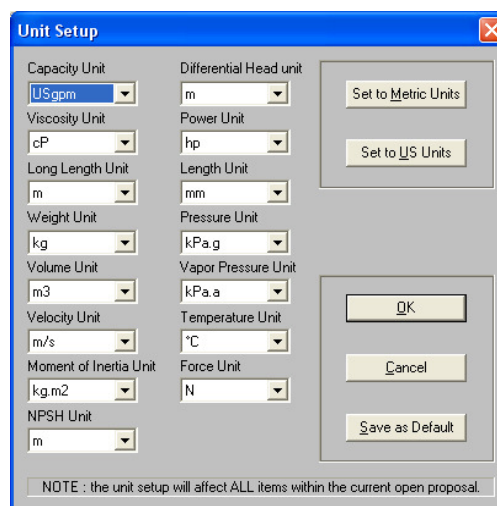 Unit Setup
Capacity Unit
USgpm
Differential Head unit
m
Viscosity Unit
cP
Power Unit
hp
Long Length Unit
m
Length Unit
mm
Weight Unit
kg
Pressure Unit
kPa.g
Volume Unit
m3
Vapor Pressure Unit
kPa.a
Velocity Unit
m/s
Temperature Unit
°C
Moment of Inertia Unit
kg.m2
Force Unit
N
NPSH Unit
m
Set to Metric Units
Set to US Units
OK
Cancel
Save as Default
NOTE : the unit setup will affect ALL items within the current open proposal.